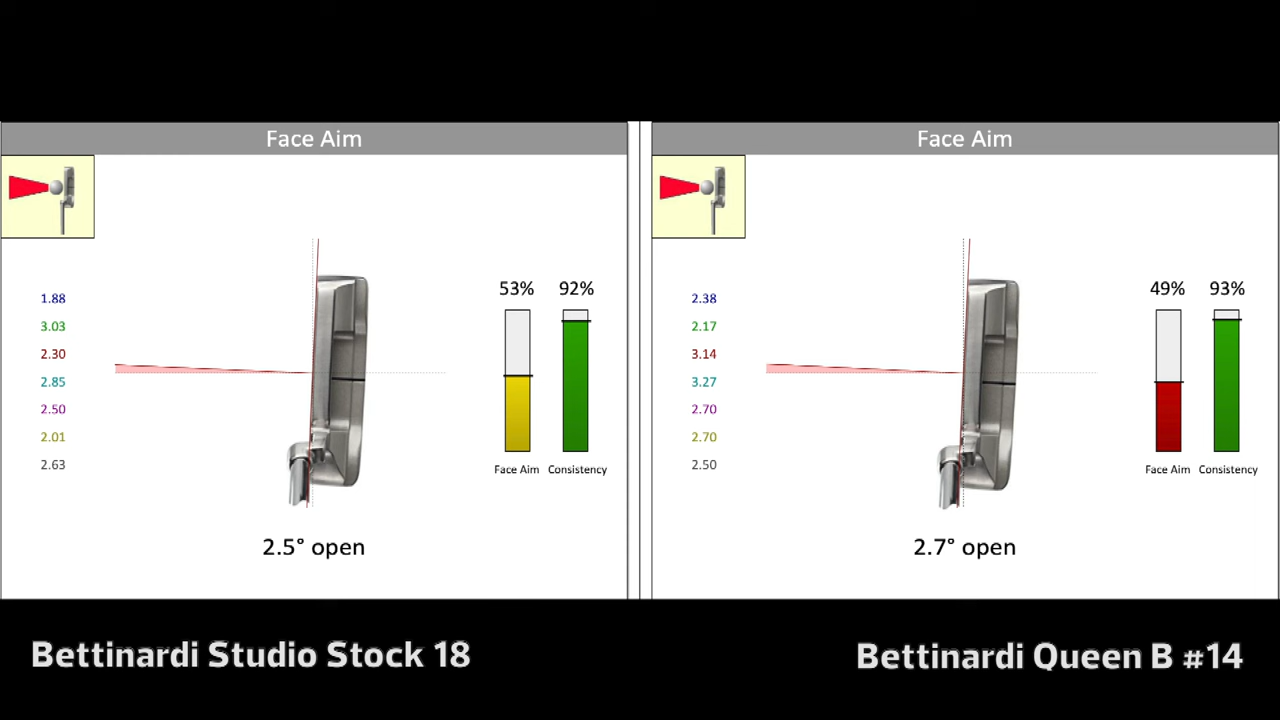 Face Aim
1.88
3.03
2.30
2.85
2.50
2.01
2.63
53% 92%
Face Aim Consistency
2.5° open
Face Aim
2.38
2.17
3.14
3.27
2.70
2.70
2.50
49% 93%
Face Aim Consistency
2.7° open
Bettinardi Studio Stock 18
Bettinardi Queen B #14